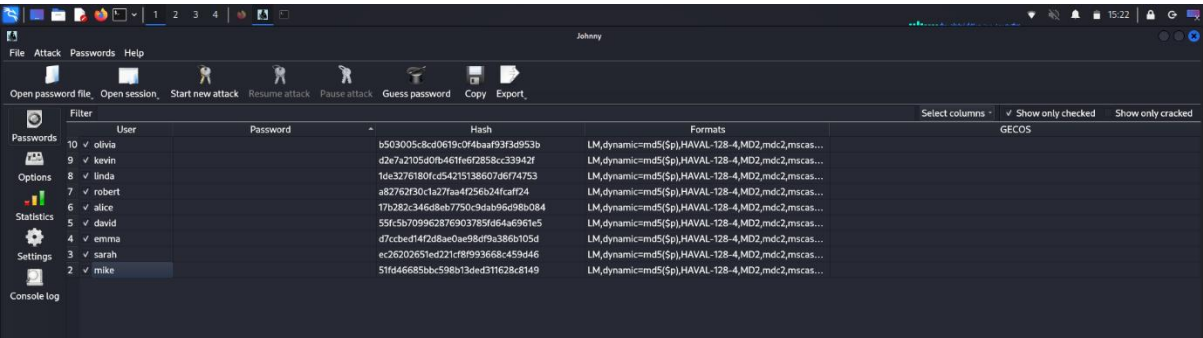 1 2 3 4 15:22
Johnny
File Attack Passwords Help
Open password file Open session Start new attack Resume attack Pause attack Guess password Copy Export
Filter Select columns ✓ Show only checked Show only cracked
User Password Hash Formats GECOS
Passwords
10 ✓ olivia b503005c8cd0619c0f4baaf93f3d953b LM,dynamic=md5($p),HAVAL-128-4,MD2,mdc2,mscas...
9 ✓ kevin d2e7a2105d0fb461fe6f2858cc33942f LM,dynamic=md5($p),HAVAL-128-4,MD2,mdc2,mscas...
Options
8 ✓ linda 1de3276180fcd54215138607d6f74753 LM,dynamic=md5($p),HAVAL-128-4,MD2,mdc2,mscas...
7 ✓ robert a82762f30c1a27faa4f256b24fcaff24 LM,dynamic=md5($p),HAVAL-128-4,MD2,mdc2,mscas...
6 ✓ alice 17b282c346d8eb7750c9dab96d98b084 LM,dynamic=md5($p),HAVAL-128-4,MD2,mdc2,mscas...
Statistics
5 ✓ david 55fc5b709962876903785fd64a6961e5 LM,dynamic=md5($p),HAVAL-128-4,MD2,mdc2,mscas...
4 ✓ emma d7ccbed14f2d8ae0ae98df9a386b105d LM,dynamic=md5($p),HAVAL-128-4,MD2,mdc2,mscas...
Settings
3 ✓ sarah ec26202651ed221cf8f993668c459d46 LM,dynamic=md5($p),HAVAL-128-4,MD2,mdc2,mscas...
2 ✓ mike 51fd46685bbc598b13ded311628c8149 LM,dynamic=md5($p),HAVAL-128-4,MD2,mdc2,mscas...
Console log